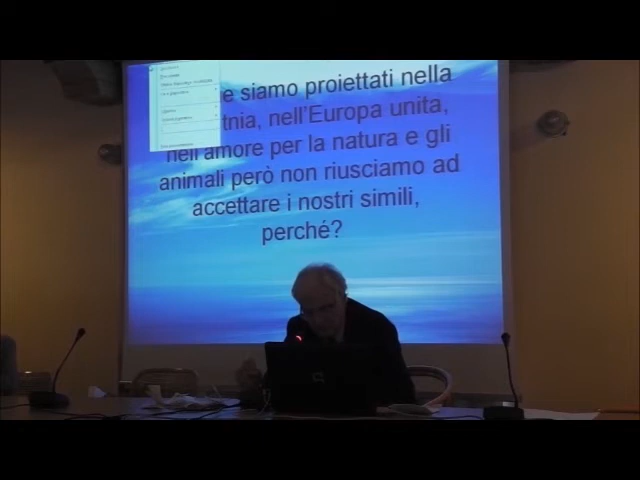 e siamo proiettati nella
tnia, nell'Europa unita,
nell'amore per la natura e gli
animali però non riusciamo ad
accettare i nostri simili,
perché?